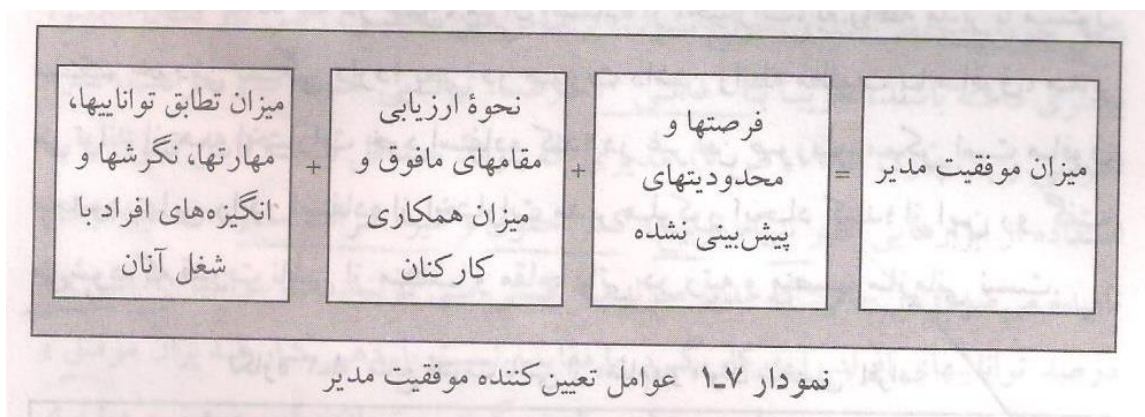 میزان موفقیت مدیر
=
فرصتها و
محدودیتهای
پیش‌بینی نشده
+
نحوهٔ ارزیابی
مقامهای مافوق و
میزان همکاری
کارکنان
+
میزان تطابق تواناییها،
مهارتها، نگرشها و
انگیزه‌های افراد با
شغل آنان
نمودار ۷ـ۱ عوامل تعیین کننده موفقیت مدیر